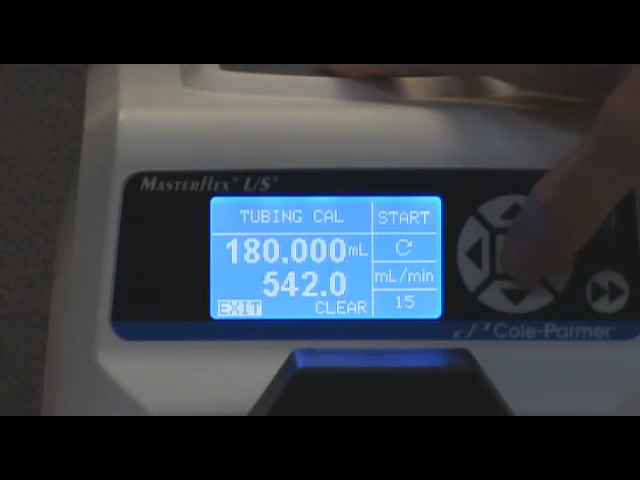 MASTERFLEX® L/S®
TUBING CAL
START
180.000mL
542.0
mL/min
EXIT
CLEAR
15
Cole-Parmer